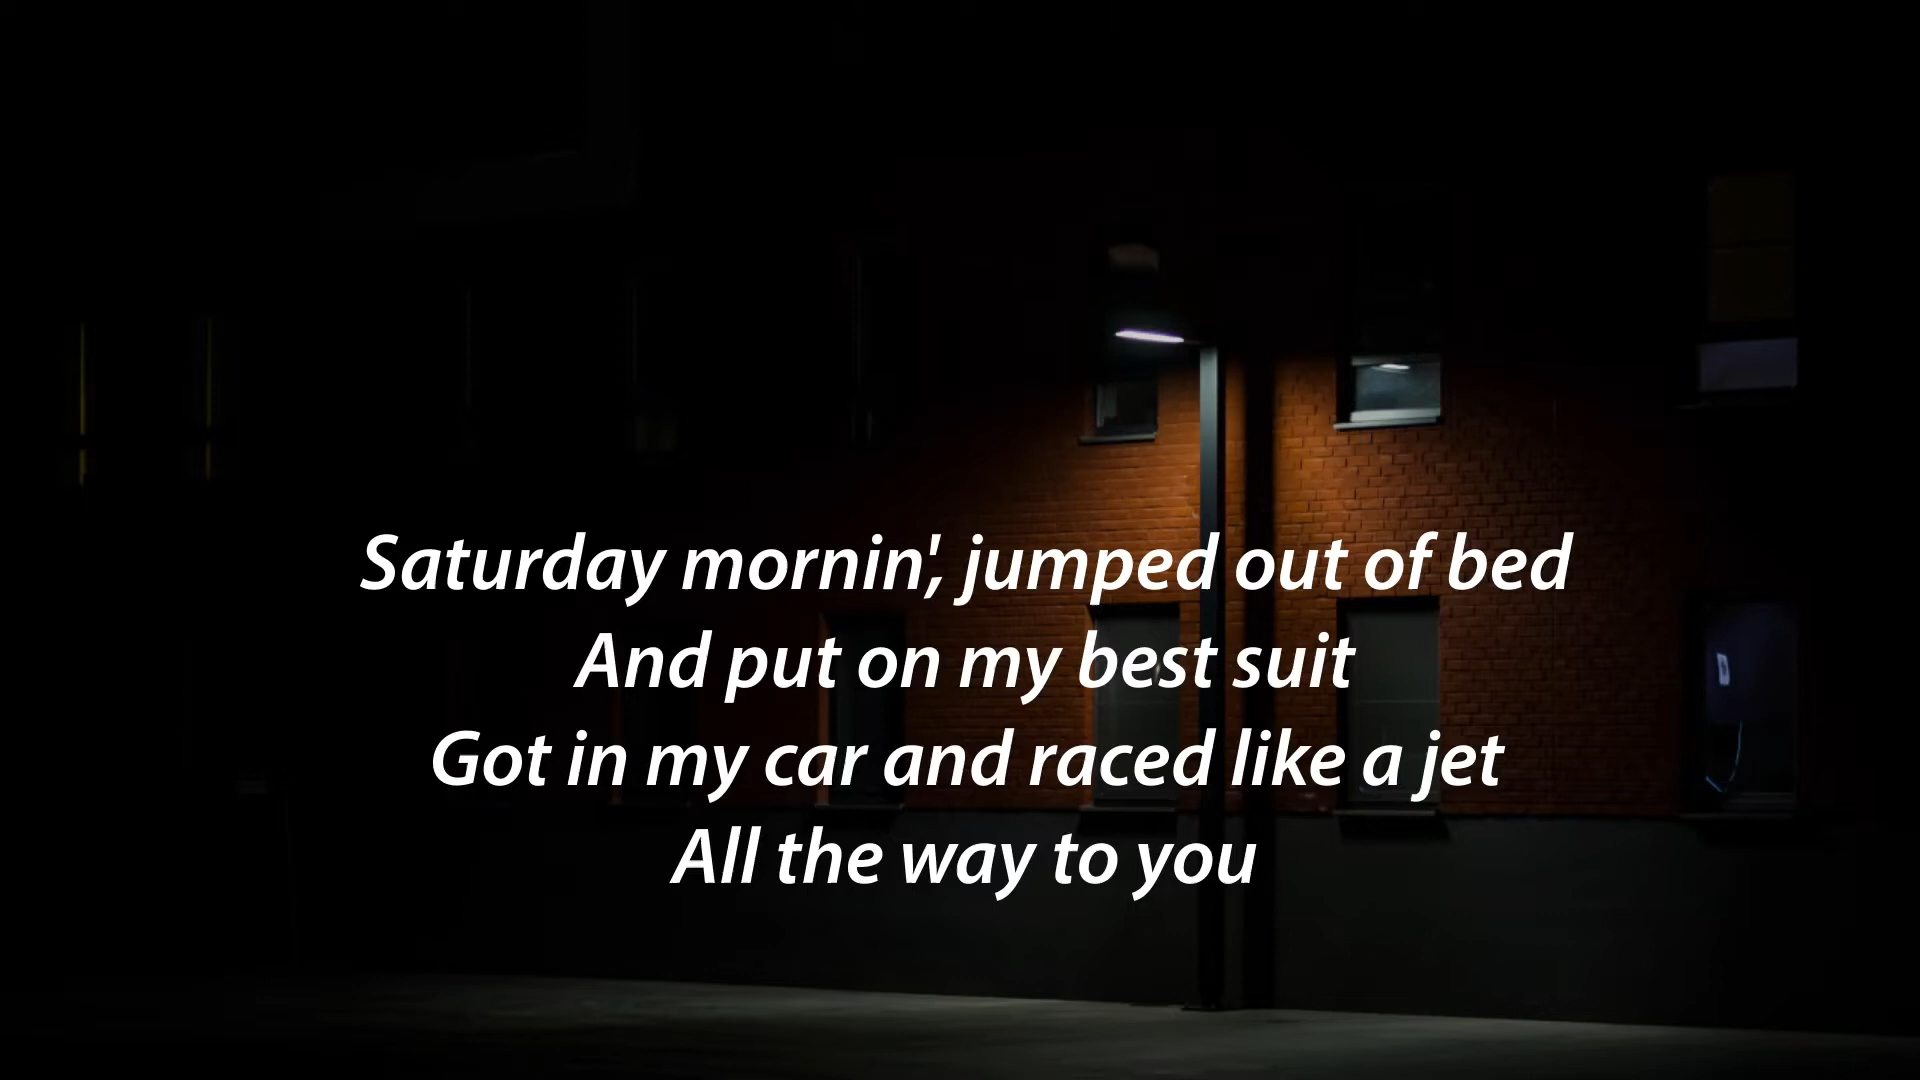 Saturday mornin', jumped out of bed
And put on my best suit
Got in my car and raced like a jet
All the way to you